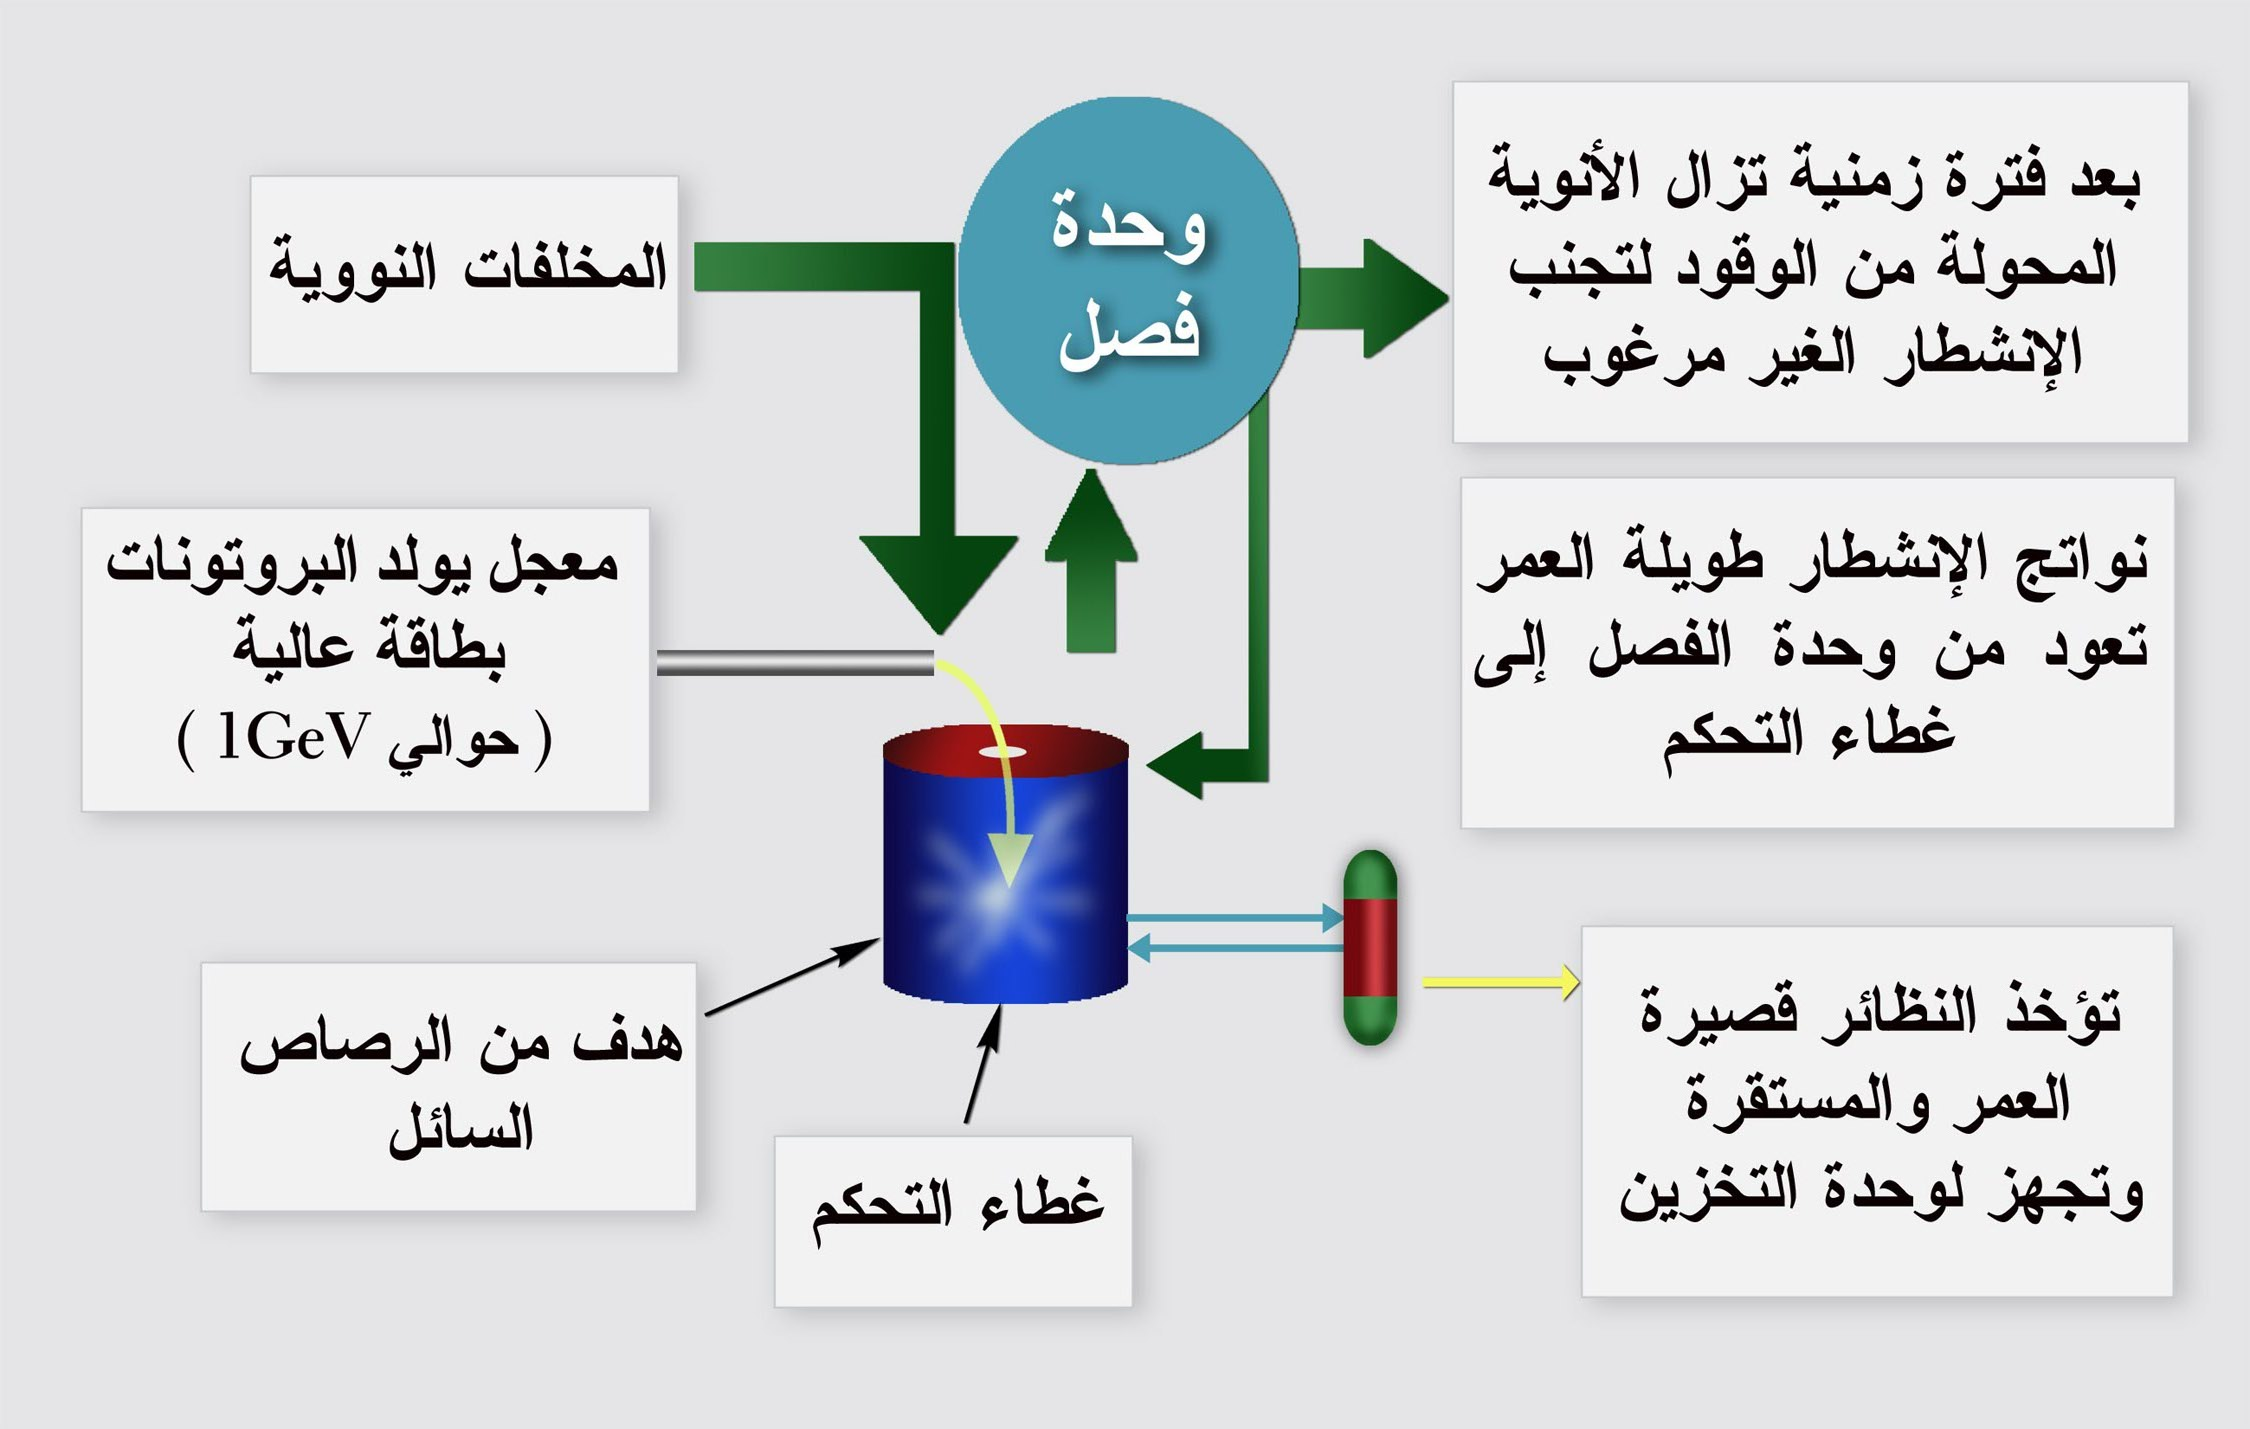 وحدة
فصل
بعد فترة زمنية تزال الأنوية
المحولة من الوقود لتجنب
الإنشطار الغير مرغوب
المخلفات النووية
نواتج الإنشطار طويلة العمر
تعود من وحدة الفصل إلى
غطاء التحكم
معجل يولد البروتونات
بطاقة عالية
( حوالي 1GeV )
تؤخذ النظائر قصيرة
العمر والمستقرة
وتجهز لوحدة التخزين
هدف من الرصاص
السائل
غطاء التحكم